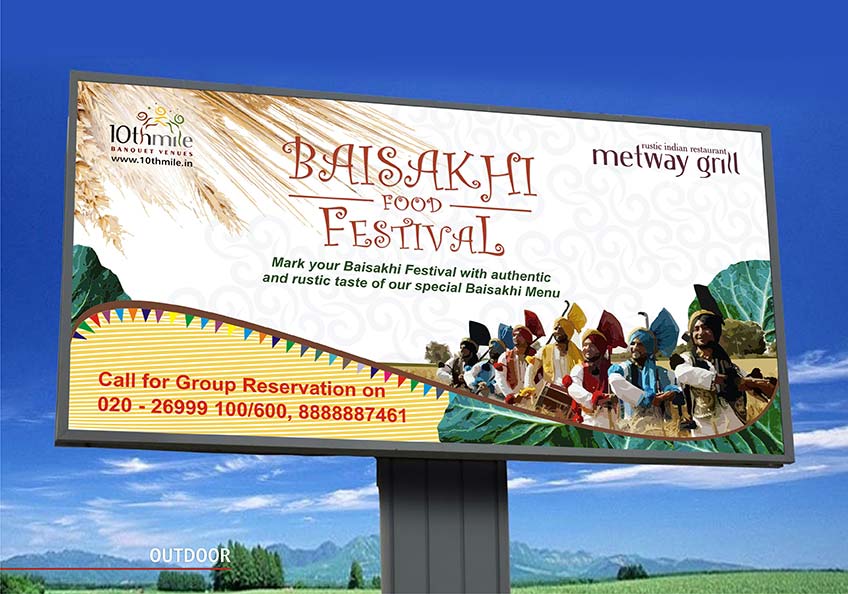 10thmile
BANQUET VENUES
www.10thmile.in
rustic indian restaurant
metway grill
BAISAKHI
FOOD
FESTIVAL
Mark your Baisakhi Festival with authentic
and rustic taste of our special Baisakhi Menu
Call for Group Reservation on
020 - 26999 100/600, 8888887461
OUTDOOR